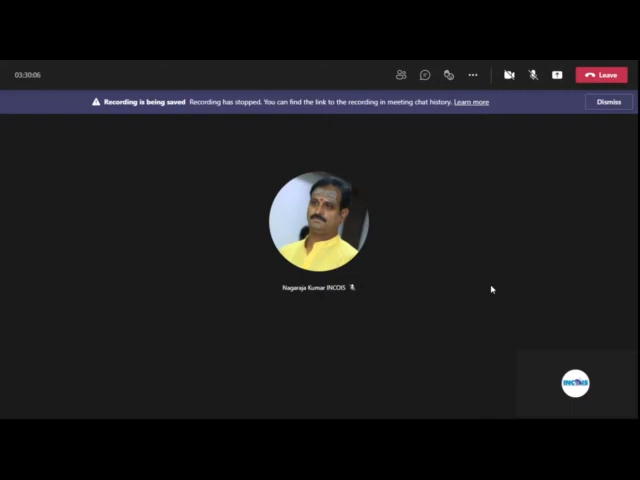 03:30:06
Leave
Recording is being saved Recording has stopped. You can find the link to the recording in meeting chat history. Learn more
Dismiss
Nagaraja Kumar INCOIS
INCOIS